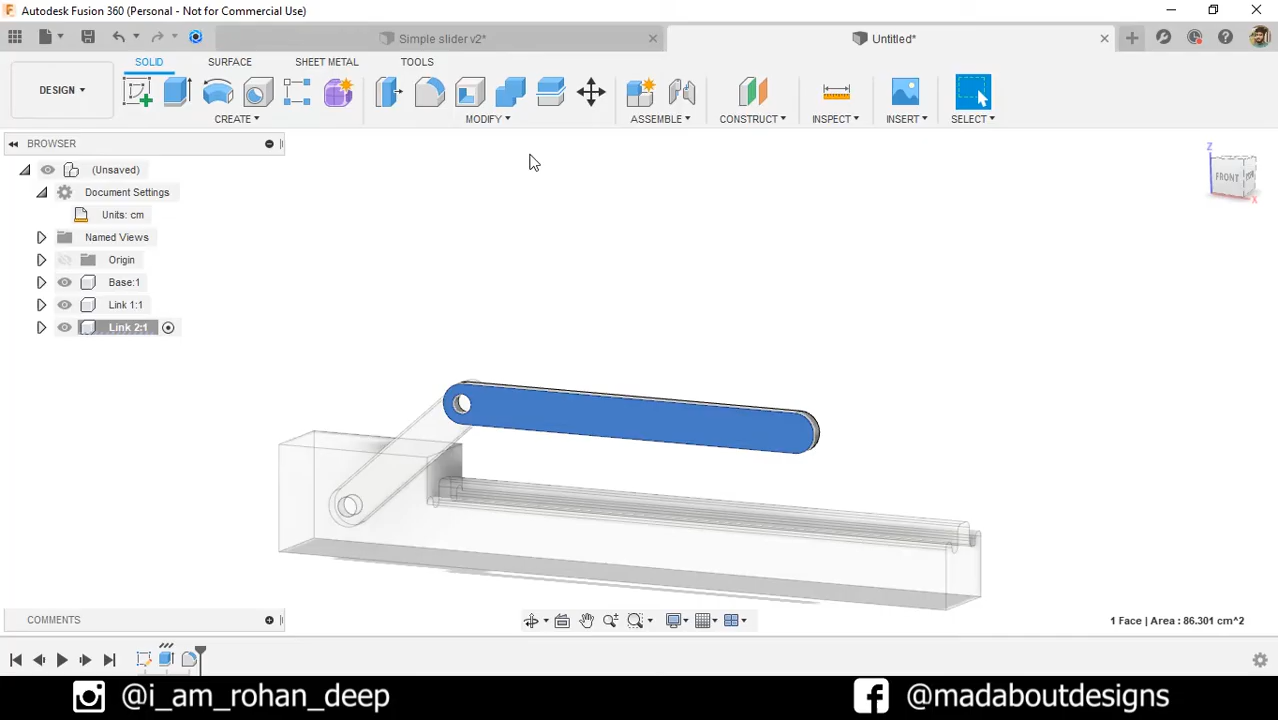 Autodesk Fusion 360 (Personal - Not for Commercial Use)
Simple slider v2*
Untitled*
DESIGN
SOLID
SURFACE
SHEET METAL
TOOLS
CREATE
MODIFY
ASSEMBLE
CONSTRUCT
INSPECT
INSERT
SELECT
BROWSER
(Unsaved)
Document Settings
Units: cm
Named Views
Origin
Base:1
Link 1:1
Link 2:1
Z
FRONT
X
COMMENTS
1 Face | Area : 86.301 cm^2
@i_am_rohan_deep
@madaboutdesigns